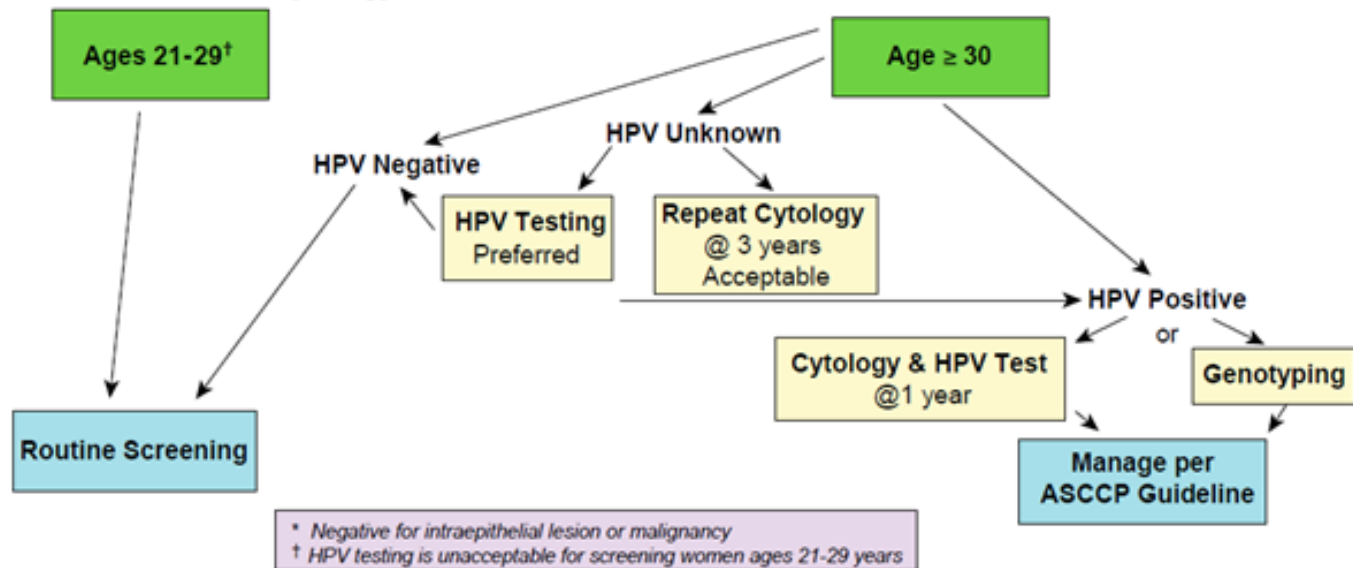 Ages 21-29†
Age ≥ 30
HPV Unknown
HPV Negative
HPV Testing
Preferred
Repeat Cytology
@ 3 years
Acceptable
HPV Positive
or
Cytology & HPV Test
@1 year
Genotyping
Routine Screening
Manage per
ASCCP Guideline
* Negative for intraepithelial lesion or malignancy
† HPV testing is unacceptable for screening women ages 21-29 years